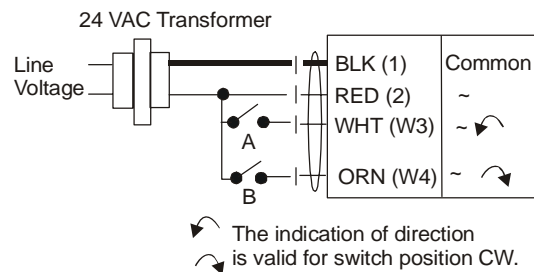 24 VAC Transformer
Line
Voltage
BLK (1) Common
RED (2) ~
A WHT (W3) ~
B ORN (W4) ~
The indication of direction
is valid for switch position CW.